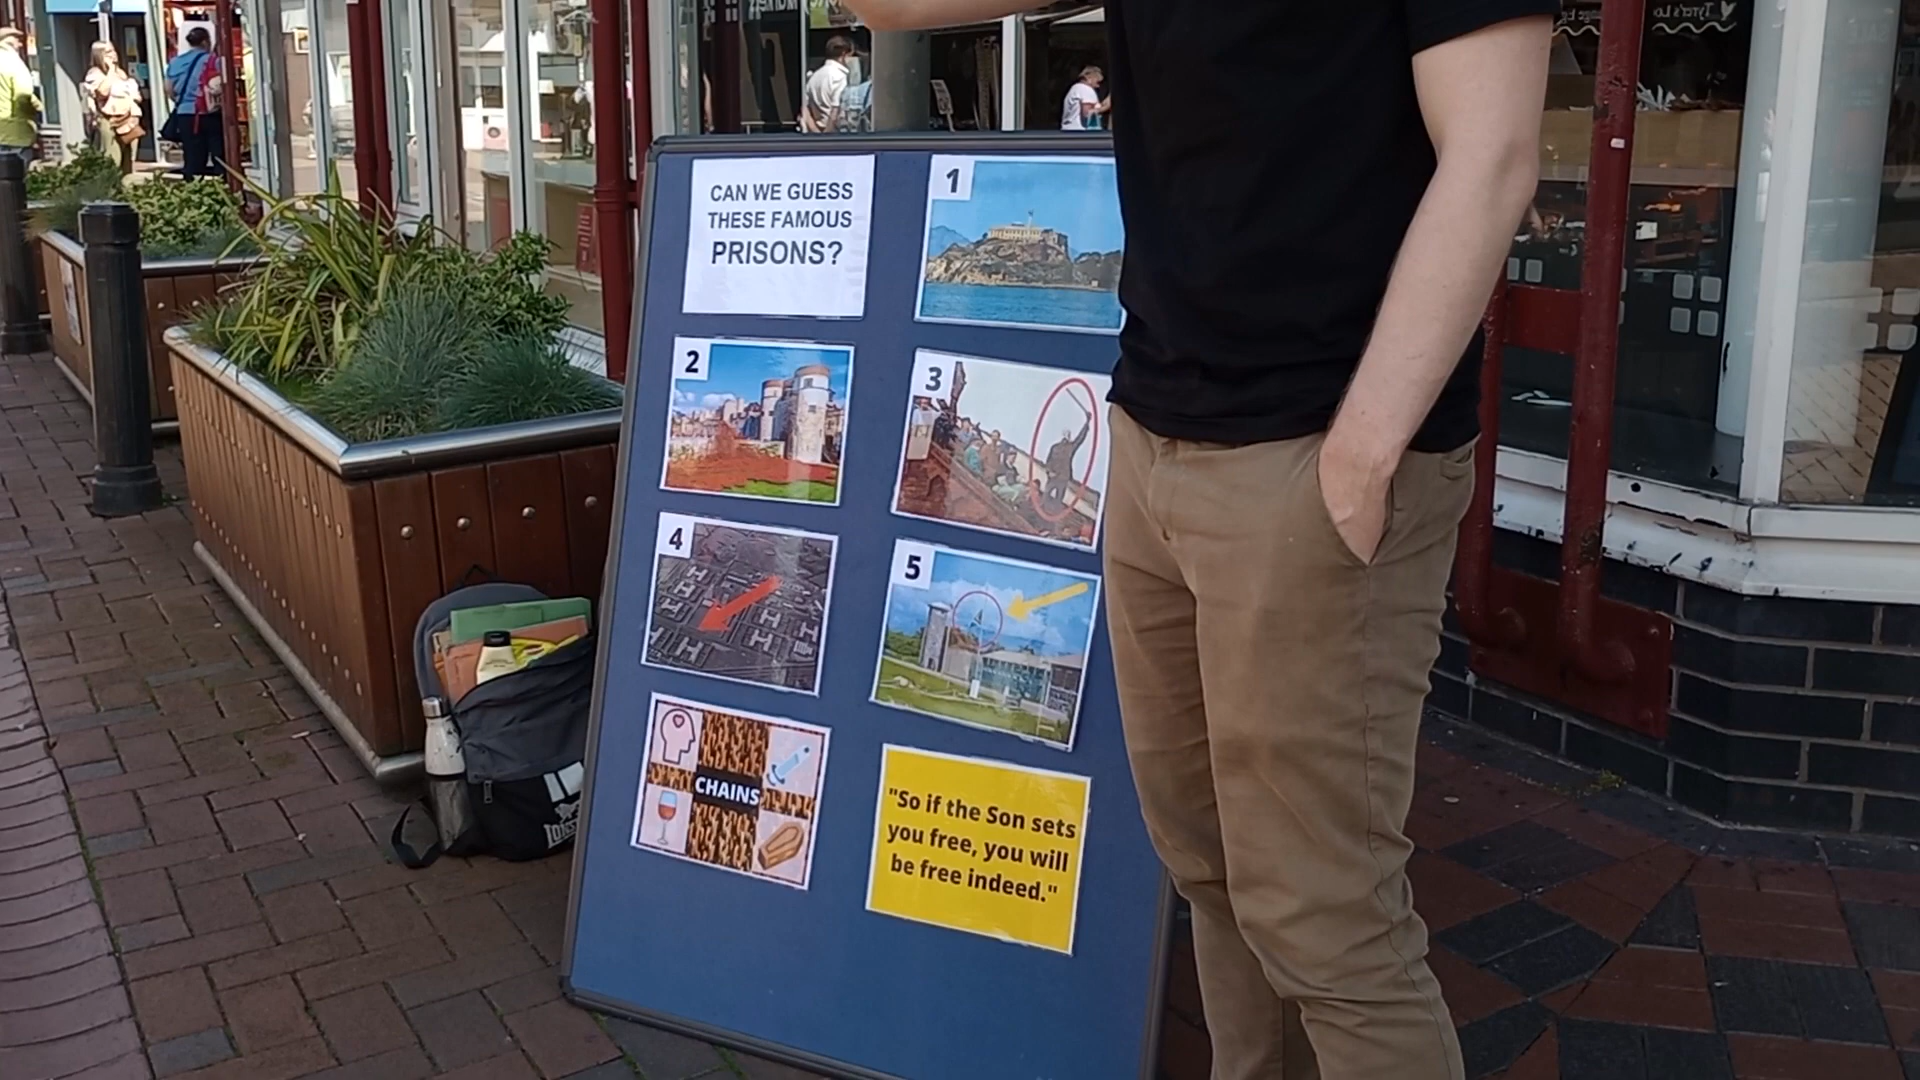 CAN WE GUESS
THESE FAMOUS
PRISONS?
1
2
3
4
5
CHAINS
"So if the Son sets
you free, you will
be free indeed."